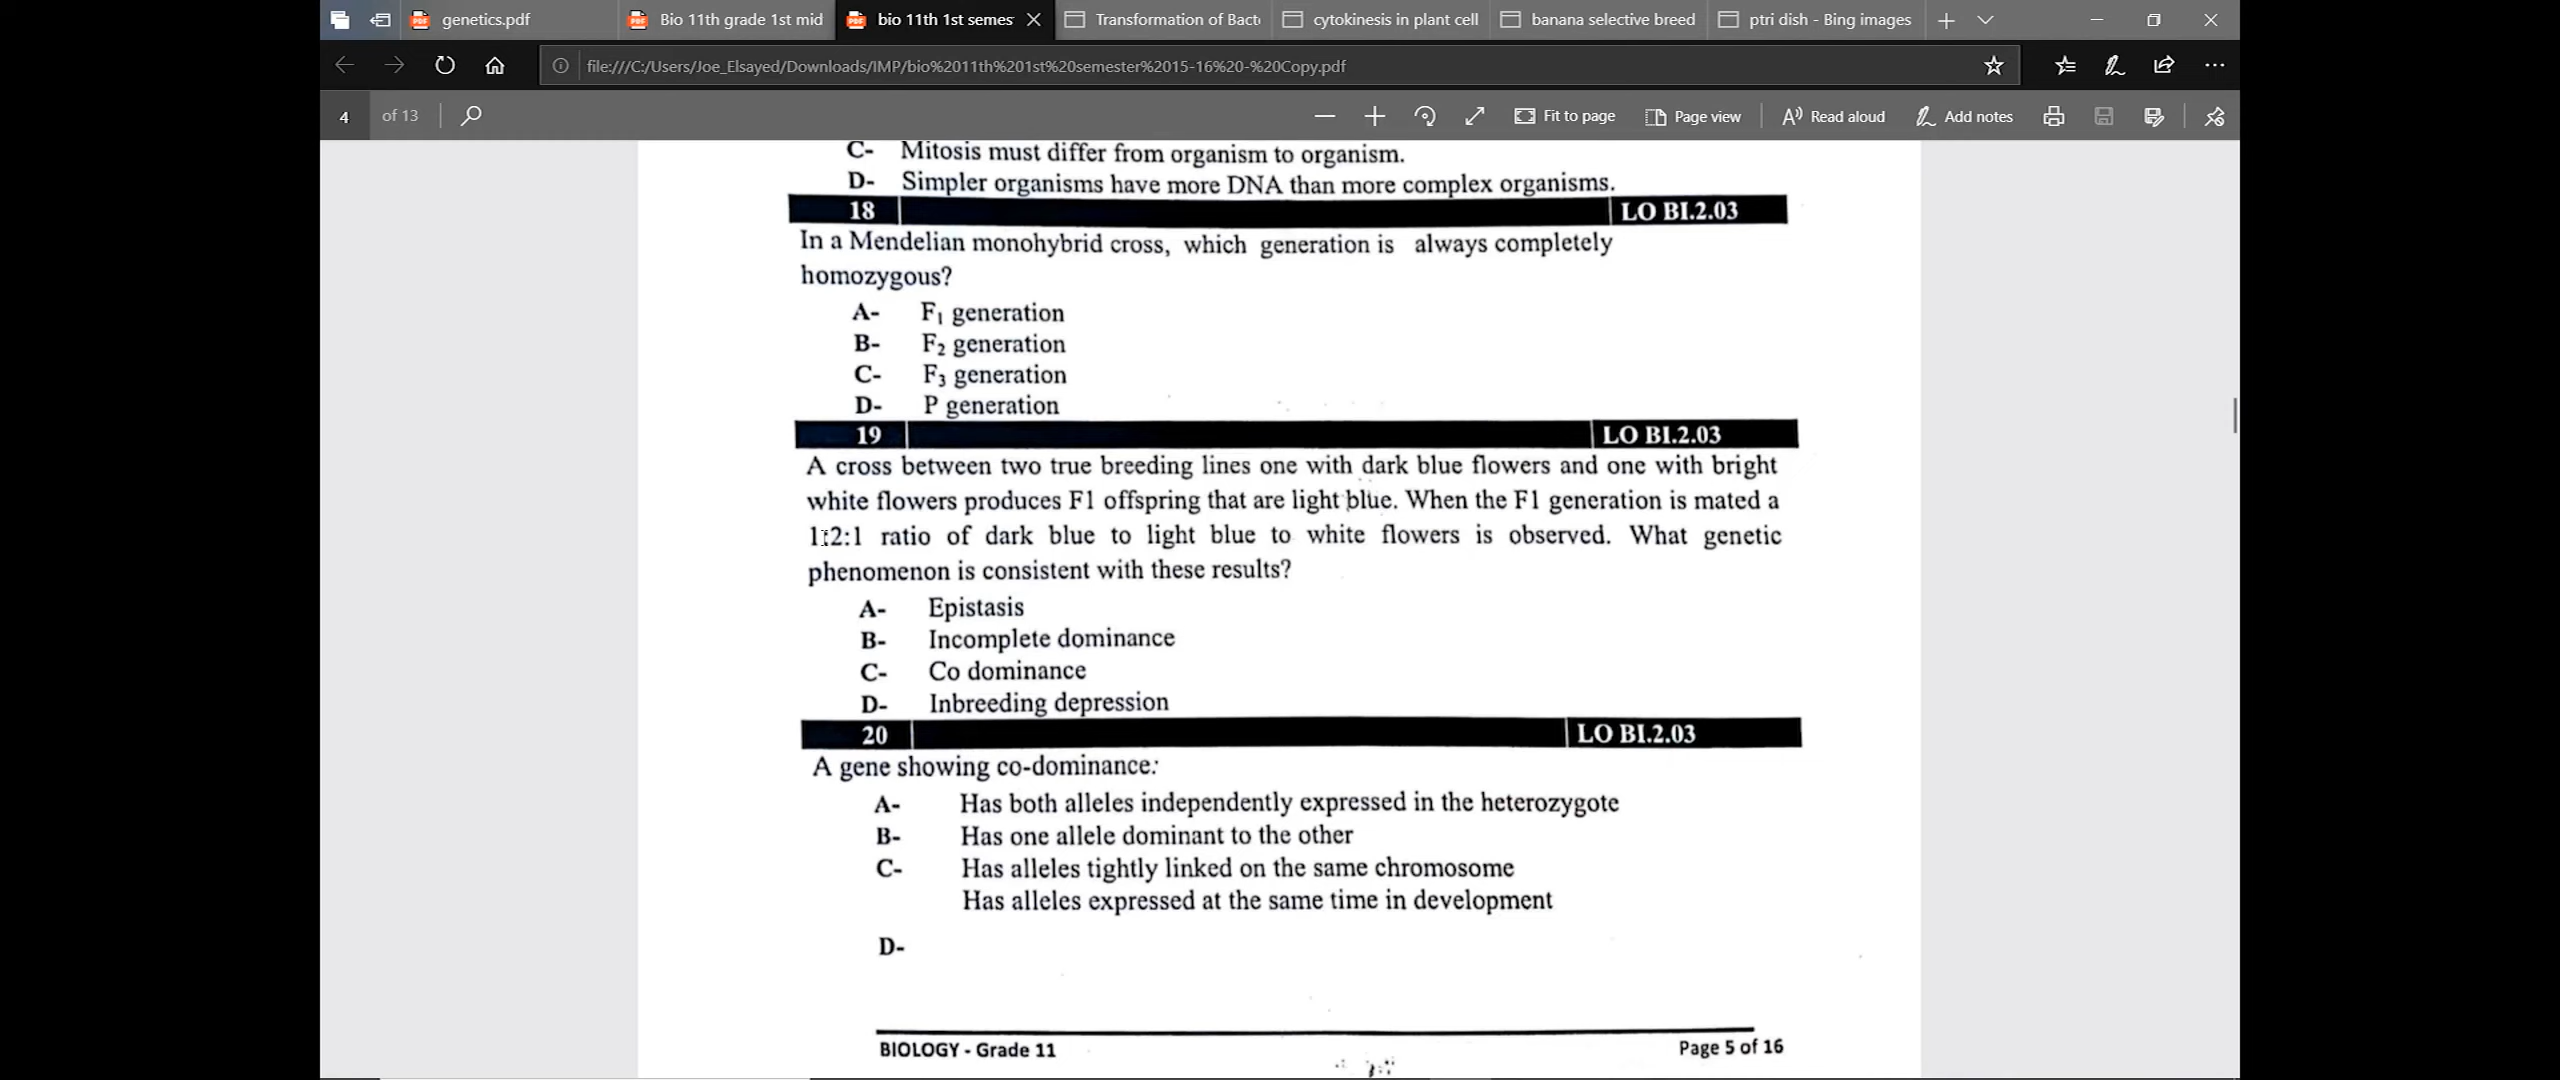 genetics.pdf
Bio 11th grade 1st mid
bio 11th 1st semes
Transformation of Bact
cytokinesis in plant cell
banana selective breed
ptri dish - Bing images
file:///C:/Users/Joe_Elsayed/Downloads/IMP/bio%2011th%201st%20semester%2015-16%20-%20Copy.pdf
4 of 13
Fit to page
Page view
Read aloud
Add notes
C- Mitosis must differ from organism to organism.
D- Simpler organisms have more DNA than more complex organisms.
18 LO BI.2.03
In a Mendelian monohybrid cross, which generation is always completely
homozygous?
A- F₁ generation
B- F₂ generation
C- F₃ generation
D- P generation
19 LO BI.2.03
A cross between two true breeding lines one with dark blue flowers and one with bright
white flowers produces F1 offspring that are light blue. When the F1 generation is mated a
1:2:1 ratio of dark blue to light blue to white flowers is observed. What genetic
phenomenon is consistent with these results?
A- Epistasis
B- Incomplete dominance
C- Co dominance
D- Inbreeding depression
20 LO BI.2.03
A gene showing co-dominance:
A- Has both alleles independently expressed in the heterozygote
B- Has one allele dominant to the other
C- Has alleles tightly linked on the same chromosome
Has alleles expressed at the same time in development
D-
BIOLOGY - Grade 11
Page 5 of 16